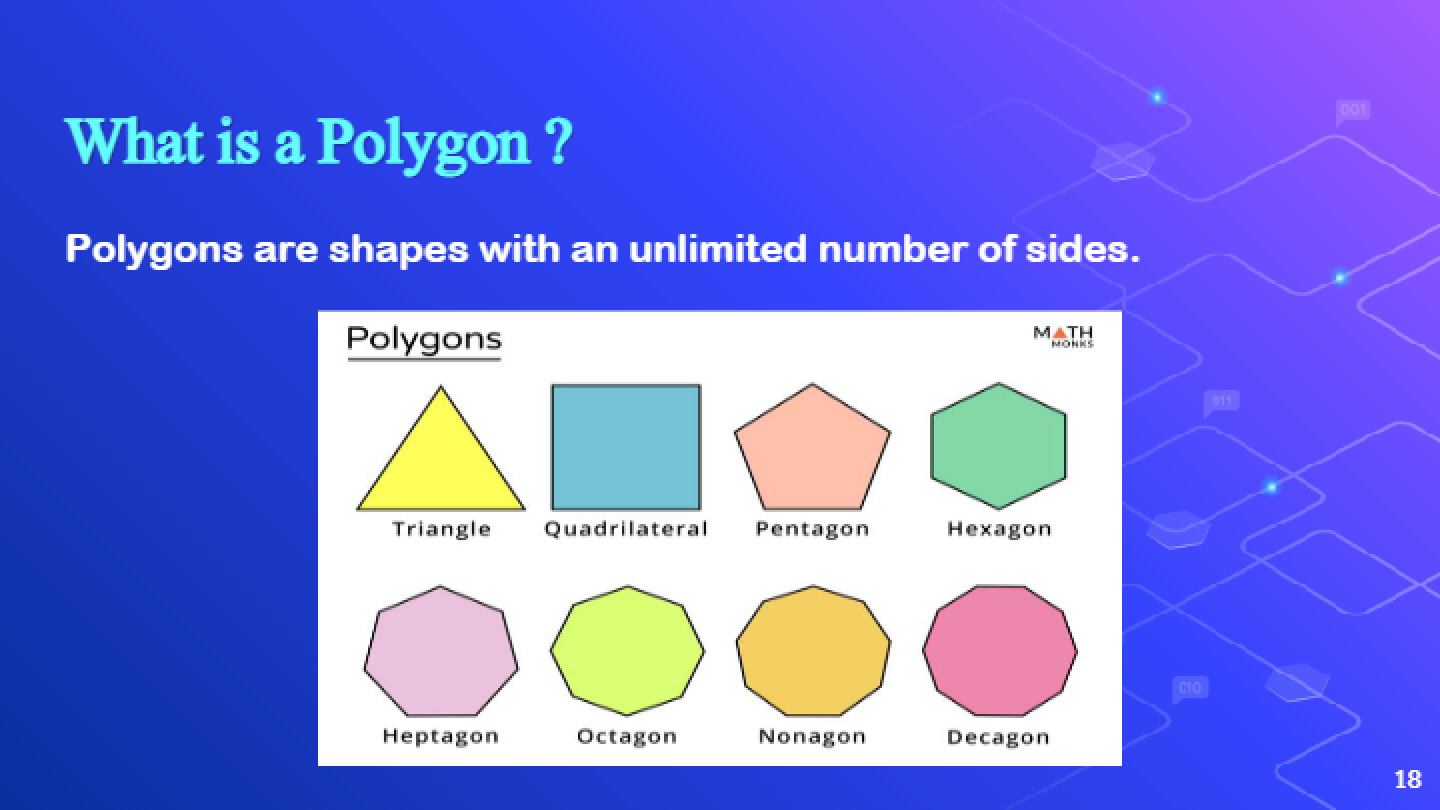 001
What is a Polygon ?
Polygons are shapes with an unlimited number of sides.
Polygons
MATH
MONKS
011
Triangle Quadrilateral Pentagon Hexagon
Heptagon Octagon Nonagon Decagon
010
18